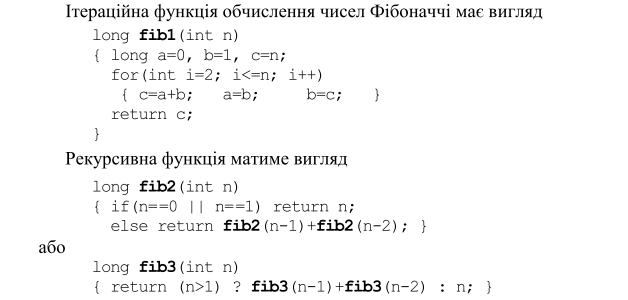 Ітераційна функція обчислення чисел Фібоначчі має вигляд
long fib1(int n)
{ long a=0, b=1, c=n;
for(int i=2; i<=n; i++)
{ c=a+b; a=b; b=c; }
return c;
}
Рекурсивна функція матиме вигляд
long fib2(int n)
{ if(n==0 || n==1) return n;
else return fib2(n-1)+fib2(n-2); }
або
long fib3(int n)
{ return (n>1) ? fib3(n-1)+fib3(n-2) : n; }